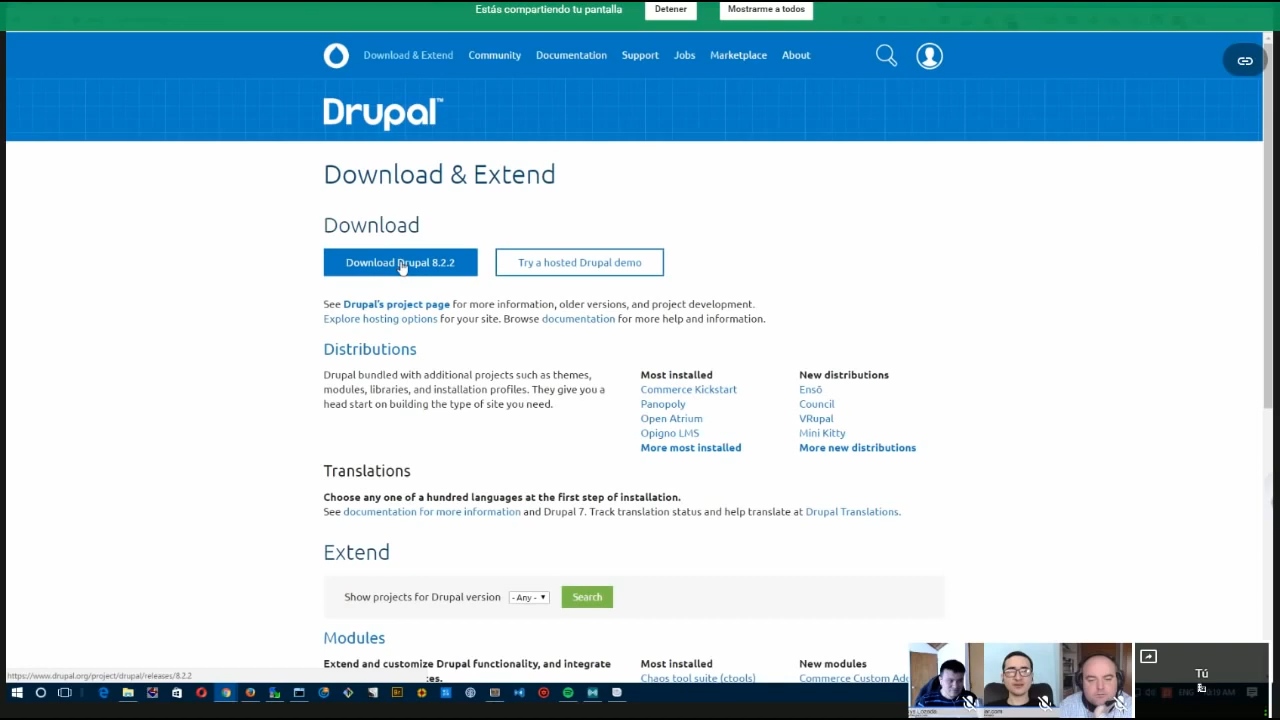 Estás compartiendo tu pantalla
Detener
Mostrarme a todos
Download & Extend
Community
Documentation
Support
Jobs
Marketplace
About
Drupal™
Download & Extend
Download
Download Drupal 8.2.2
Try a hosted Drupal demo
See Drupal's project page for more information, older versions, and project development.
Explore hosting options for your site. Browse documentation for more help and information.
Distributions
Drupal bundled with additional projects such as themes,
modules, libraries, and installation profiles. They give you a
head start on building the type of site you need.
Most installed
Commerce Kickstart
Panopoly
Open Atrium
Opigno LMS
More most installed
New distributions
Ensō
Council
VRupal
Mini Kitty
More new distributions
Translations
Choose any one of a hundred languages at the first step of installation.
See documentation for more information and Drupal 7. Track translation status and help translate at Drupal Translations.
Extend
Show projects for Drupal version
- Any -
Search
Modules
Extend and customize Drupal functionality, and integrate
Most installed
Chaos tool suite (ctools)
New modules
Commerce Custom Ad
https://www.drupal.org/project/drupal/releases/8.2.2
Tú
ENG